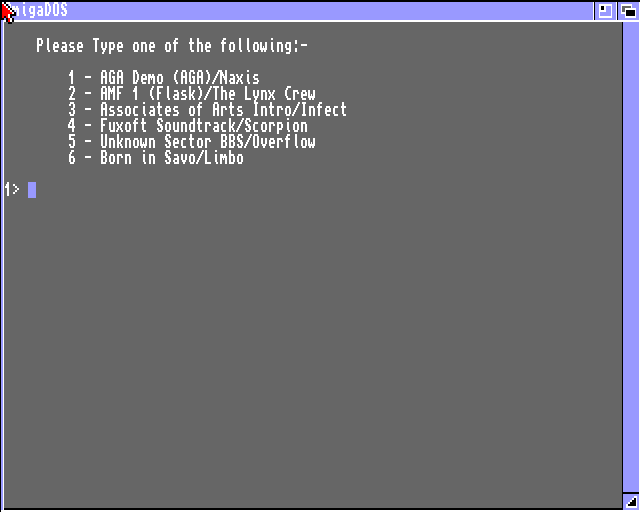 migaDOS
Please Type one of the following:-
1 - AGA Demo (AGA)/Naxis
2 - AMF 1 (Flask)/The Lynx Crew
3 - Associates of Arts Intro/Infect
4 - Fuxoft Soundtrack/Scorpion
5 - Unknown Sector BBS/Overflow
6 - Born in Savo/Limbo
1>